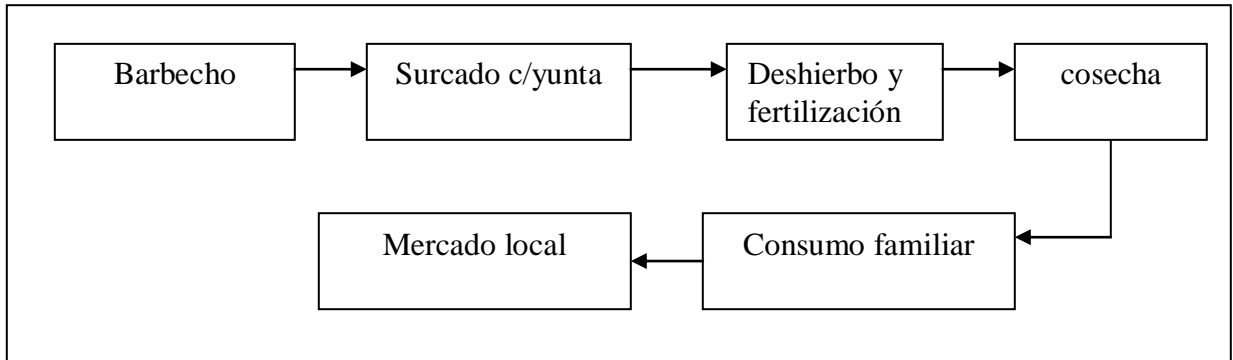 Barbecho
Surcado c/yunta
Deshierbo y
fertilización
cosecha
Consumo familiar
Mercado local